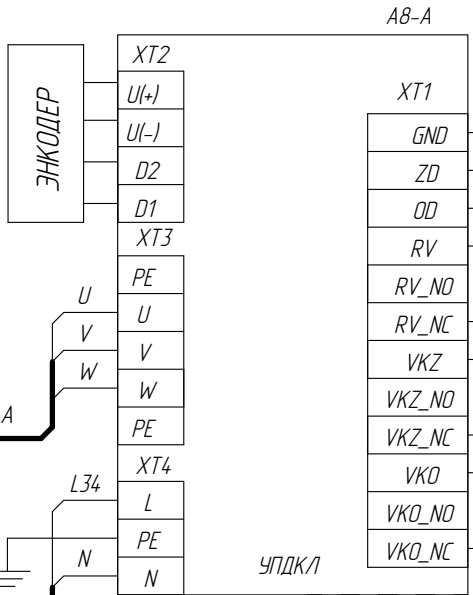 A8-A
XT2
XT1
ЭНКОДЕР
U(+)
U(-)
D2
D1
XT3
PE
U
V
W
PE
U
V
W
-A
XT4
L
PE
N
L34
N
GND
ZD
OD
RV
RV_NO
RV_NC
VKZ
VKZ_NO
VKZ_NC
VKO
VKO_NO
VKO_NC
УПДКЛ